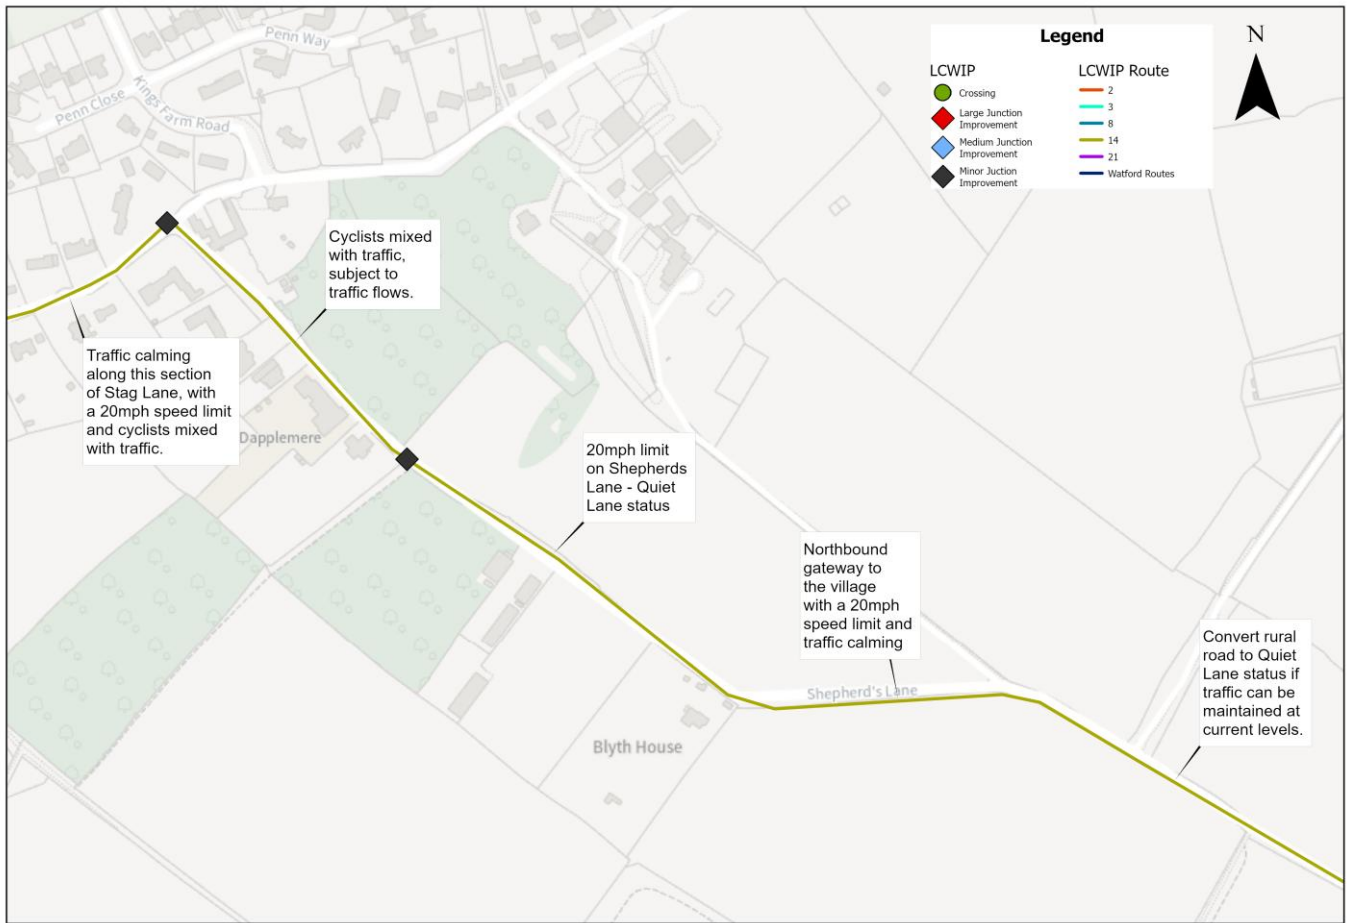 Legend
N
LCWIP
Crossing
Large Junction
Improvement
Medium Junction
Improvement
Minor Juction
Improvement
LCWIP Route
2
3
8
14
21
Watford Routes
Penn Way
Penn Close
Kings Farm Road
Cyclists mixed
with traffic,
subject to
traffic flows.
Traffic calming
along this section
of Stag Lane, with
a 20mph speed limit
and cyclists mixed
with traffic.
Dapplemere
20mph limit
on Shepherds
Lane - Quiet
Lane status
Northbound
gateway to
the village
with a 20mph
speed limit and
traffic calming
Shepherd's Lane
Convert rural
road to Quiet
Lane status if
traffic can be
maintained at
current levels.
Blyth House